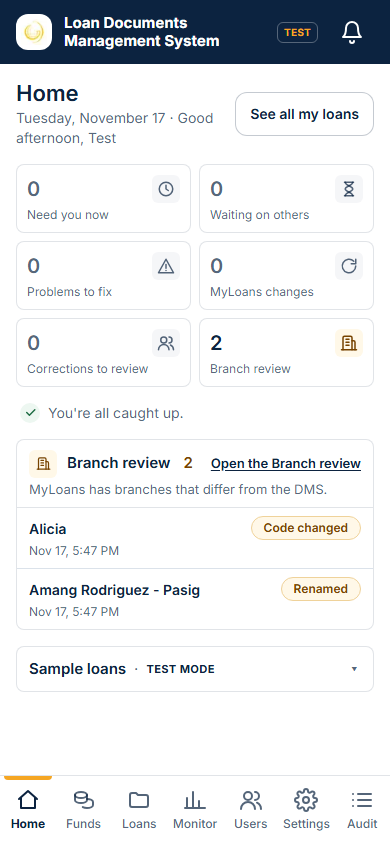 Loan Documents
Management System
TEST
Home
Tuesday, November 17 · Good
afternoon, Test
See all my loans
0
Need you now
0
Waiting on others
0
Problems to fix
0
MyLoans changes
0
Corrections to review
2
Branch review
You're all caught up.
Branch review 2 Open the Branch review
MyLoans has branches that differ from the DMS.
Alicia
Code changed
Nov 17, 5:47 PM
Amang Rodriguez - Pasig
Renamed
Nov 17, 5:47 PM
Sample loans · TEST MODE
Home
Funds
Loans
Monitor
Users
Settings
Audit